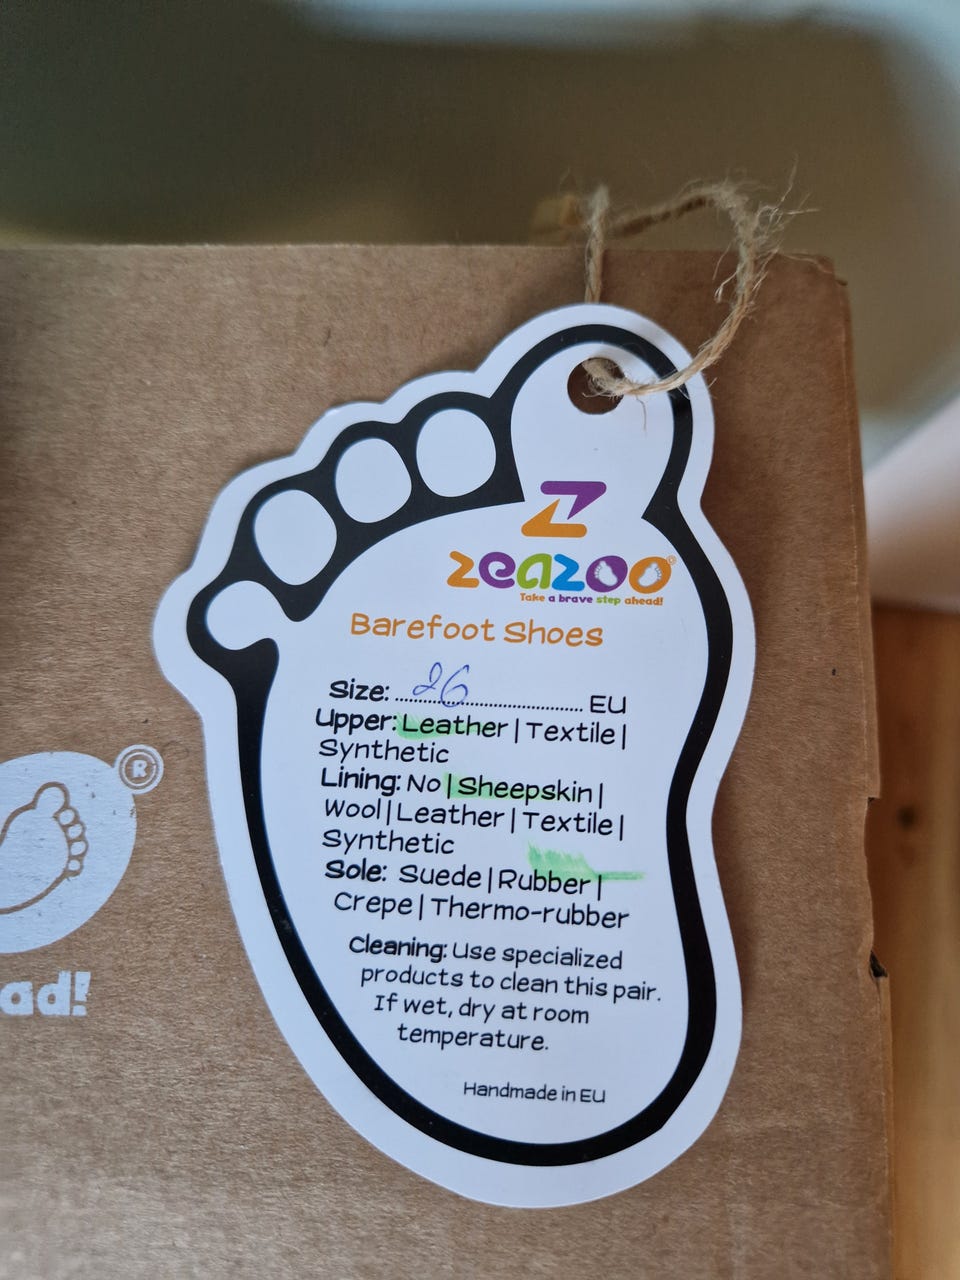 Z
zeazoo®
Take a brave step ahead!
Barefoot Shoes
Size: ........26........ EU
Upper: Leather | Textile |
Synthetic
Lining: No | Sheepskin |
Wool | Leather | Textile |
Synthetic
Sole: Suede | Rubber |
Crepe | Thermo-rubber
Cleaning: Use specialized
products to clean this pair.
If wet, dry at room
temperature.
Handmade in EU
®
ad!